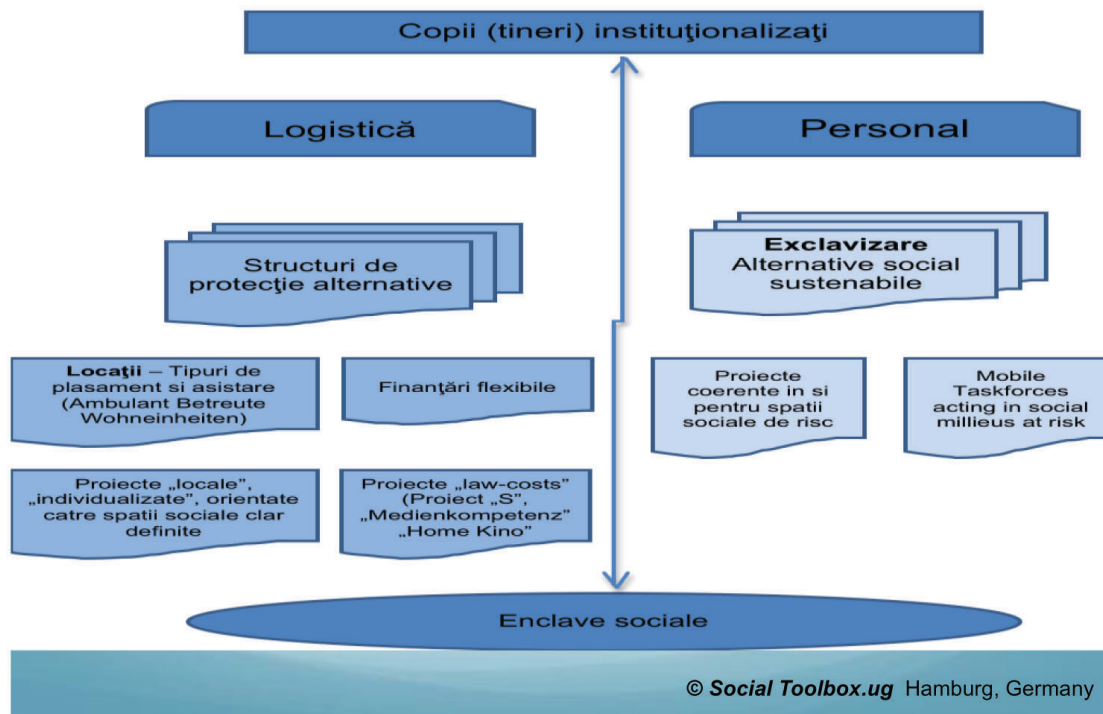 Copii (tineri) instituţionalizaţi
Logistică
Personal
Structuri de
protecţie alternative
Exclavizare
Alternative social
sustenabile
Locaţii – Tipuri de
plasament si asistare
(Ambulant Betreute
Wohneinheiten)
Finanţări flexibile
Proiecte
coerente in si
pentru spatii
sociale de risc
Mobile
Taskforces
acting in social
millieus at risk
Proiecte „locale”,
„individualizate”, orientate
catre spatii sociale clar
definite
Proiecte „law-costs”
(Proiect „S”,
„Medienkompetenz”
„Home Kino”
Enclave sociale
© Social Toolbox.ug Hamburg, Germany